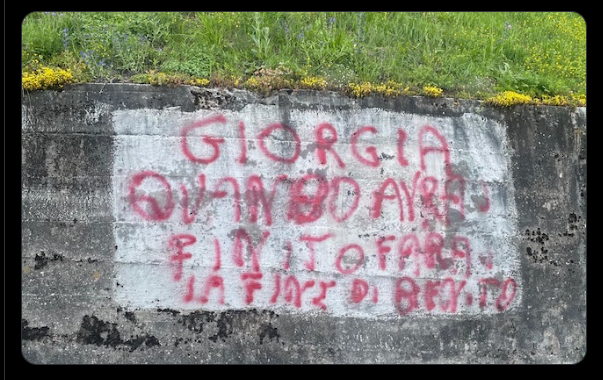 GIORGIA
QUANDO AVRAI
FINITO FARAI
LA FINE DI BENITO